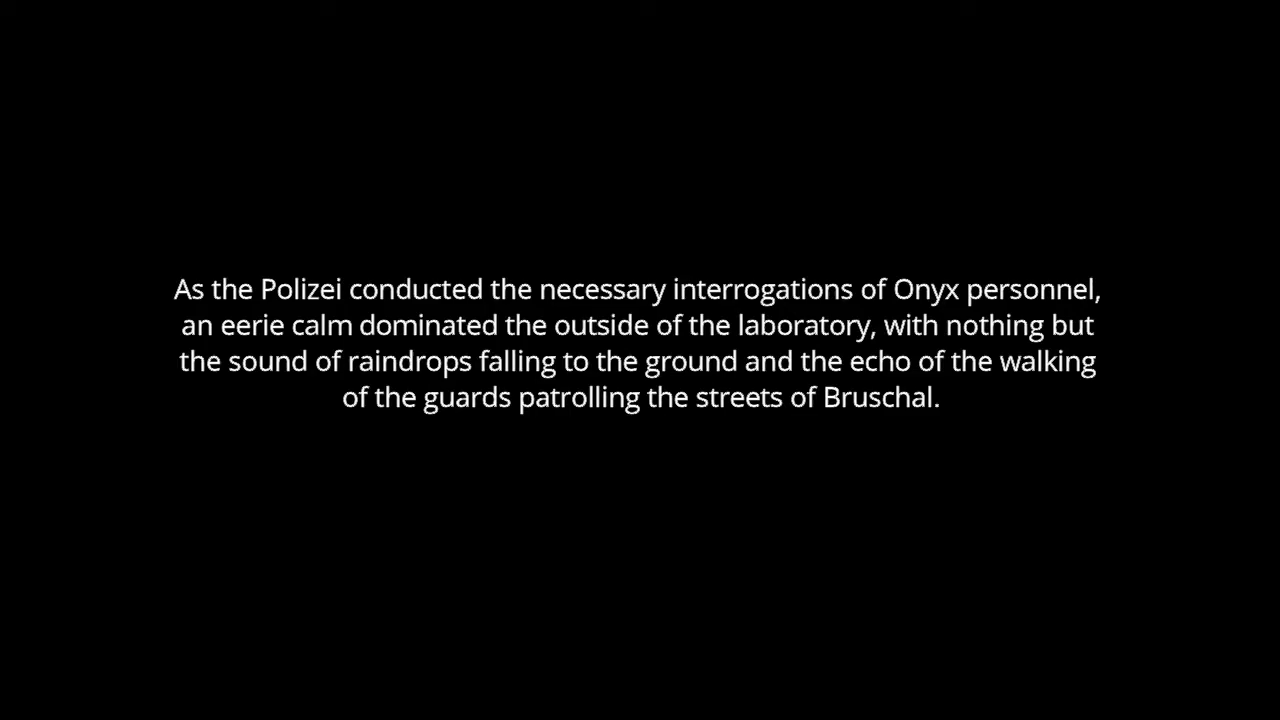 As the Polizei conducted the necessary interrogations of Onyx personnel,
an eerie calm dominated the outside of the laboratory, with nothing but
the sound of raindrops falling to the ground and the echo of the walking
of the guards patrolling the streets of Bruschal.